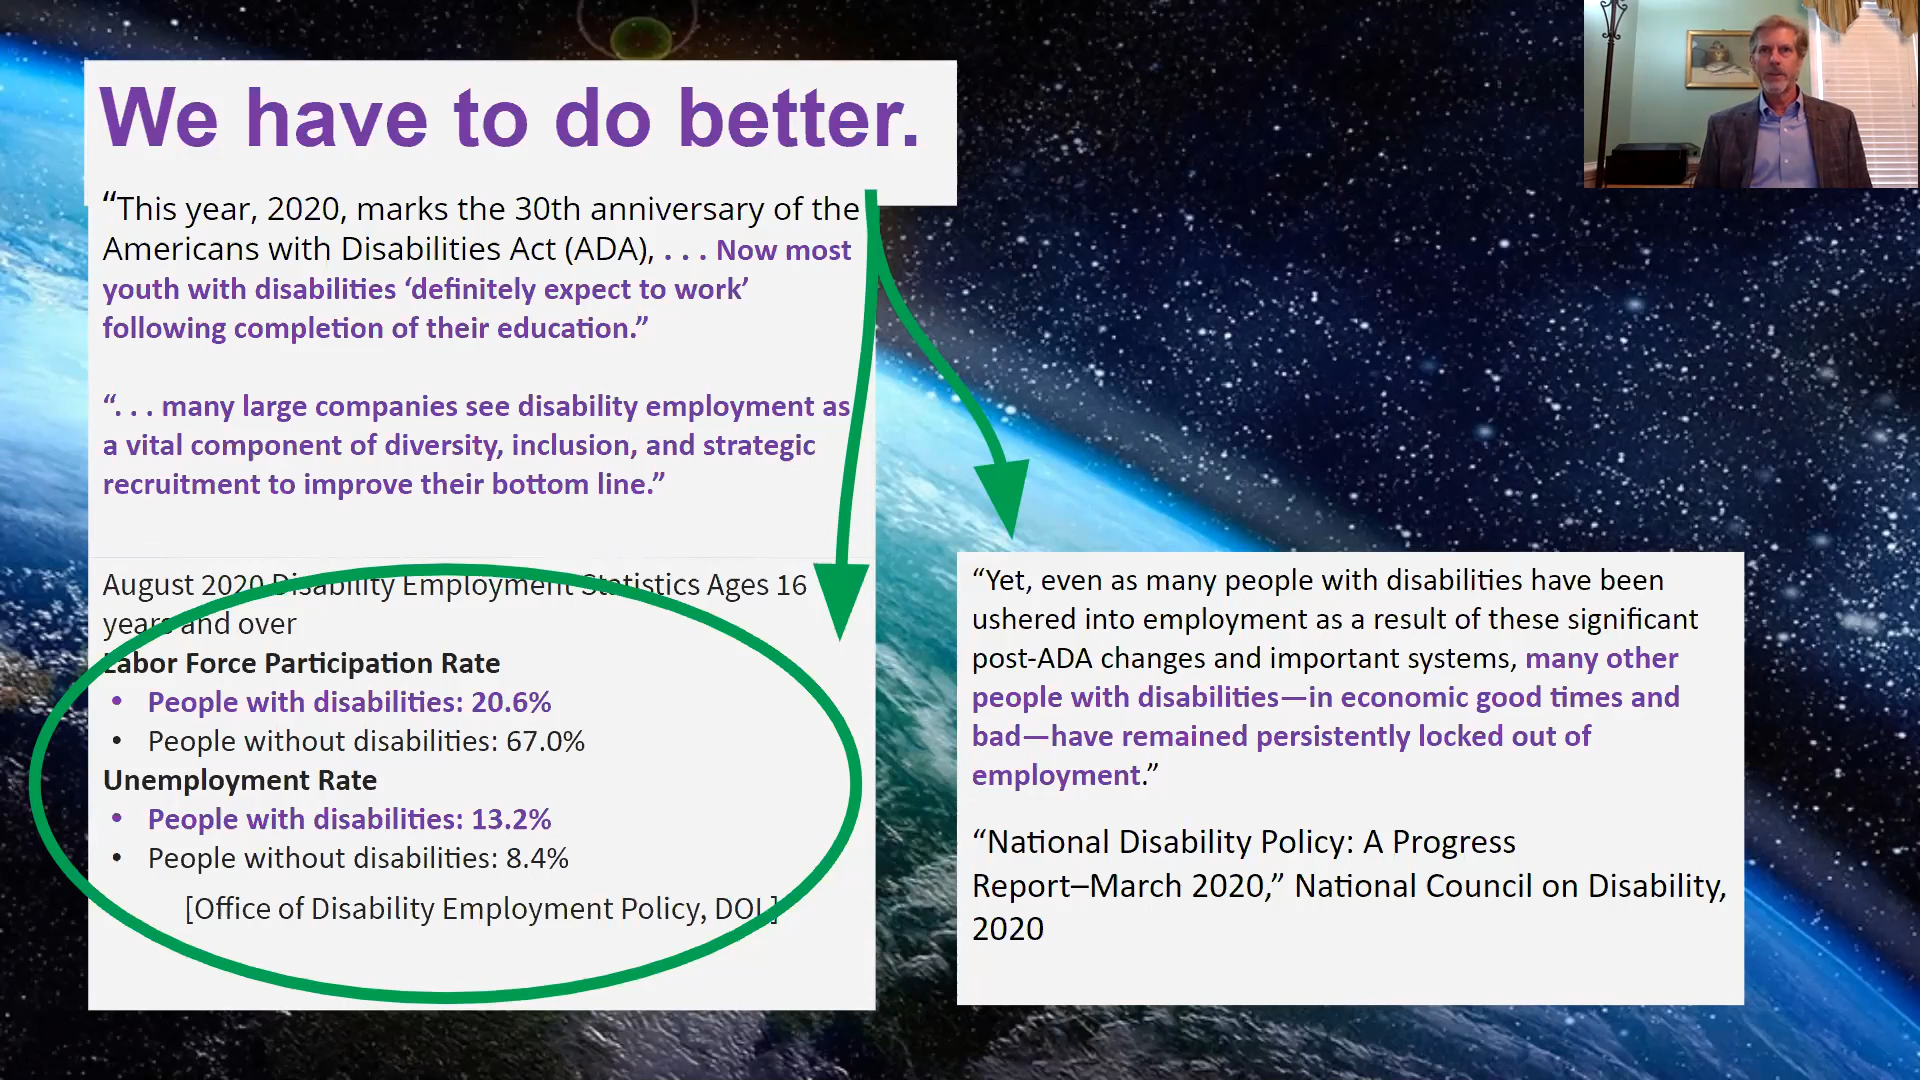 We have to do better.
“This year, 2020, marks the 30th anniversary of the
Americans with Disabilities Act (ADA), . . . Now most
youth with disabilities ‘definitely expect to work’
following completion of their education.”
“. . . many large companies see disability employment as
a vital component of diversity, inclusion, and strategic
recruitment to improve their bottom line.”
August 2020 Disability Employment Statistics Ages 16
years and over
Labor Force Participation Rate
• People with disabilities: 20.6%
• People without disabilities: 67.0%
Unemployment Rate
• People with disabilities: 13.2%
• People without disabilities: 8.4%
[Office of Disability Employment Policy, DOL]
“Yet, even as many people with disabilities have been
ushered into employment as a result of these significant
post-ADA changes and important systems, many other
people with disabilities—in economic good times and
bad—have remained persistently locked out of
employment.”
“National Disability Policy: A Progress
Report–March 2020,” National Council on Disability,
2020